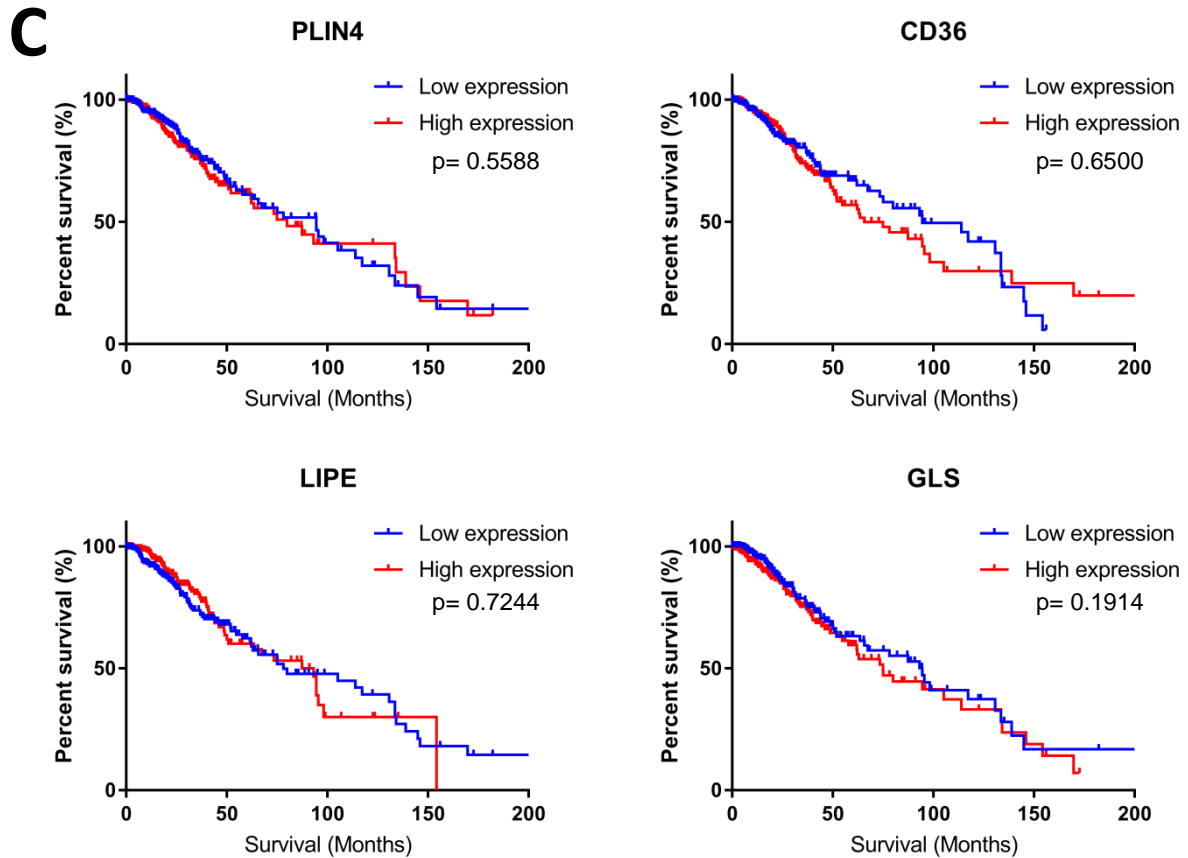 C
PLIN4
Percent survival (%)
100
50
0
0 50 100 150 200
Survival (Months)
Low expression
High expression
p= 0.5588
CD36
Percent survival (%)
100
50
0
0 50 100 150 200
Survival (Months)
Low expression
High expression
p= 0.6500
LIPE
Percent survival (%)
100
50
0
0 50 100 150 200
Survival (Months)
Low expression
High expression
p= 0.7244
GLS
Percent survival (%)
100
50
0
0 50 100 150 200
Survival (Months)
Low expression
High expression
p= 0.1914